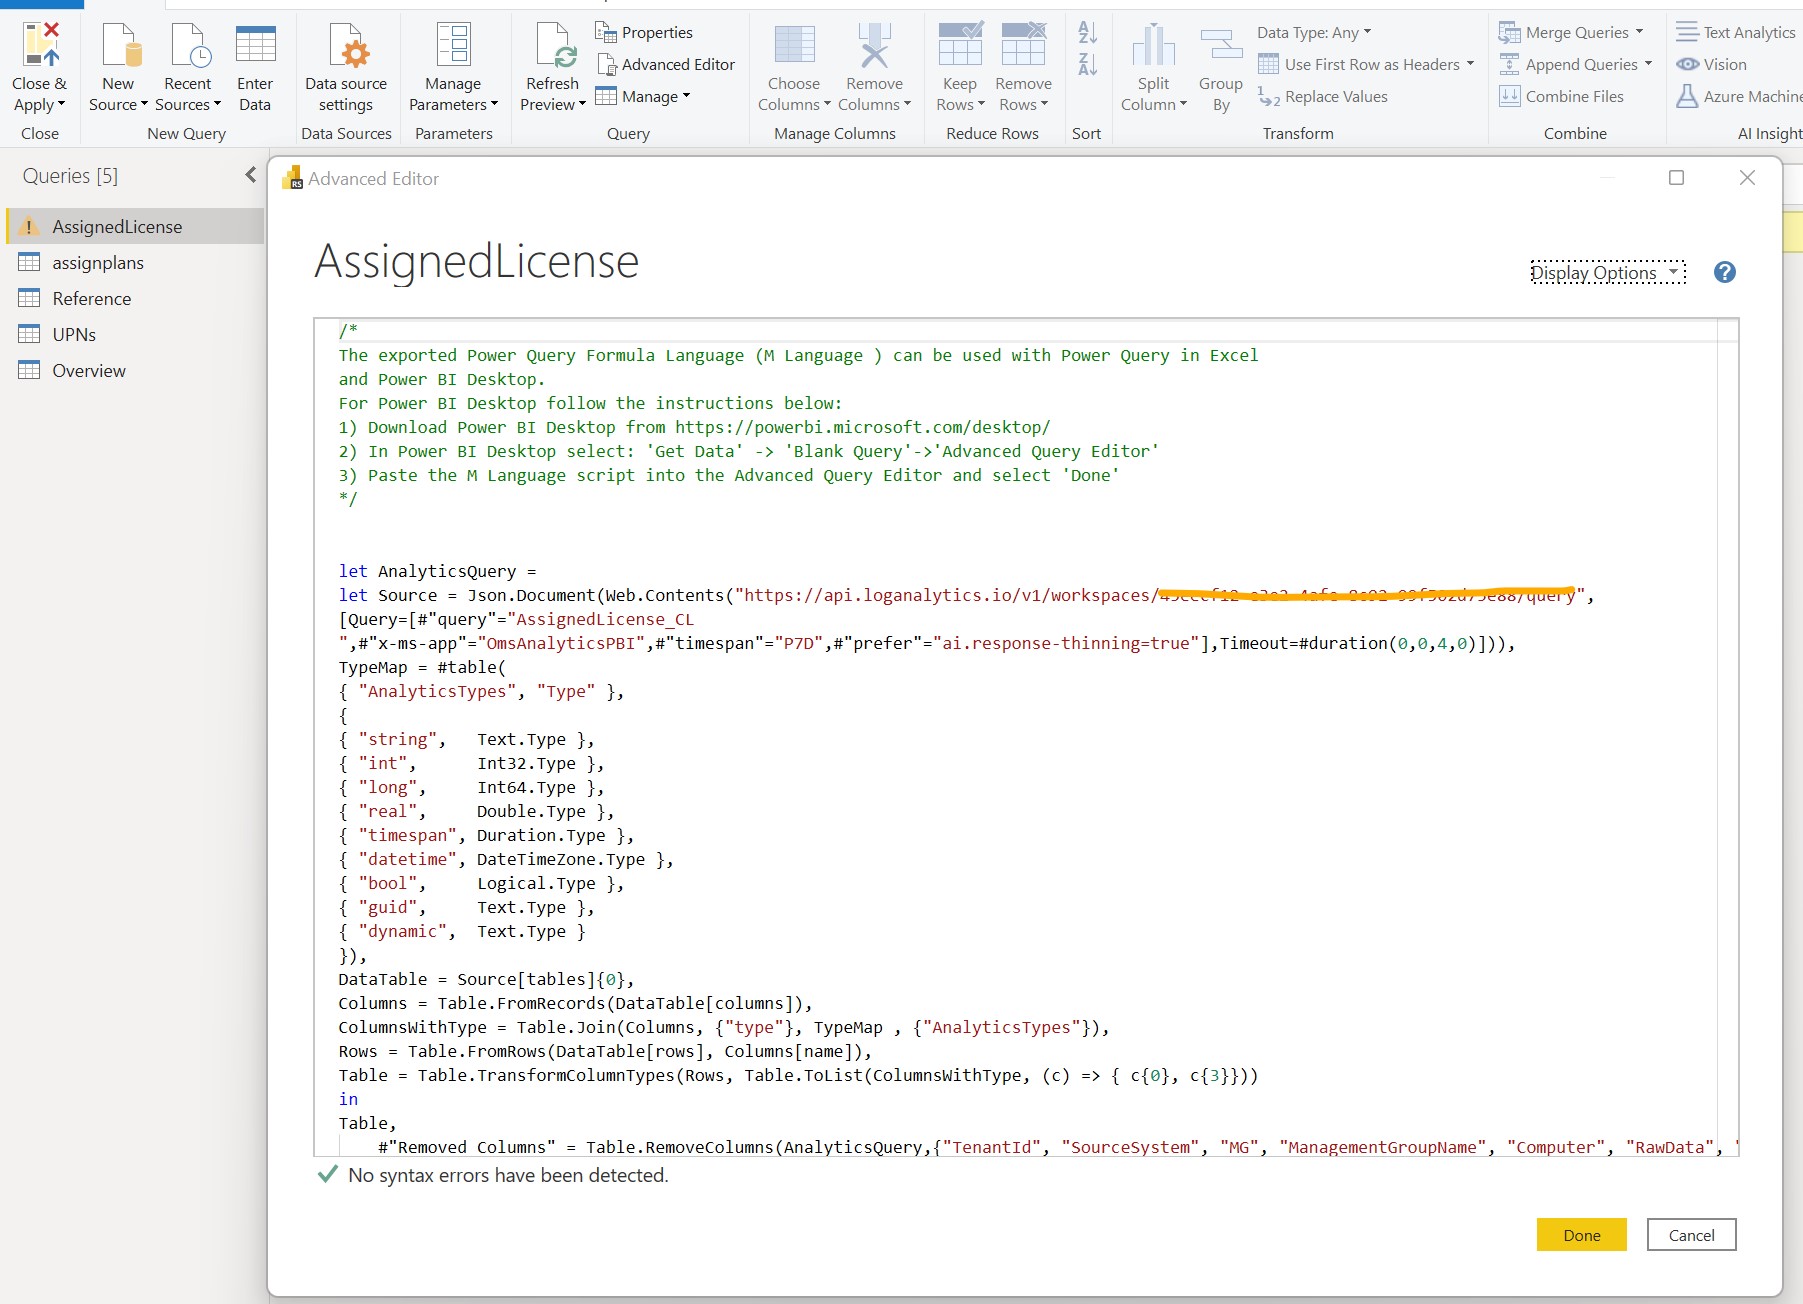 Close &
Apply
New
Source
Recent
Sources
Enter
Data
Data source
settings
Manage
Parameters
Refresh
Preview
Properties
Advanced Editor
Manage
Choose
Columns
Remove
Columns
Keep
Rows
Remove
Rows
Split
Column
Group
By
Data Type: Any
Use First Row as Headers
Replace Values
Merge Queries
Append Queries
Combine Files
Text Analytics
Vision
Azure Machine
Close
New Query
Data Sources
Parameters
Query
Manage Columns
Reduce Rows
Sort
Transform
Combine
AI Insight
Queries [5]
AssignedLicense
assignplans
Reference
UPNs
Overview
Advanced Editor
AssignedLicense
Display Options
/*
The exported Power Query Formula Language (M Language ) can be used with Power Query in Excel
and Power BI Desktop.
For Power BI Desktop follow the instructions below:
1) Download Power BI Desktop from https://powerbi.microsoft.com/desktop/
2) In Power BI Desktop select: 'Get Data' -> 'Blank Query'->'Advanced Query Editor'
3) Paste the M Language script into the Advanced Query Editor and select 'Done'
*/
let AnalyticsQuery =
let Source = Json.Document(Web.Contents("https://api.loganalytics.io/v1/workspaces/ /query",
[Query=[#"query"="AssignedLicense_CL
",#"x-ms-app"="OmsAnalyticsPBI",#"timespan"="P7D",#"prefer"="ai.response-thinning=true"],Timeout=#duration(0,0,4,0)])),
TypeMap = #table(
{ "AnalyticsTypes", "Type" },
{
{ "string",   Text.Type },
{ "int",      Int32.Type },
{ "long",     Int64.Type },
{ "real",     Double.Type },
{ "timespan", Duration.Type },
{ "datetime", DateTimeZone.Type },
{ "bool",     Logical.Type },
{ "guid",     Text.Type },
{ "dynamic",  Text.Type }
}),
DataTable = Source[tables]{0},
Columns = Table.FromRecords(DataTable[columns]),
ColumnsWithType = Table.Join(Columns, {"type"}, TypeMap , {"AnalyticsTypes"}),
Rows = Table.FromRows(DataTable[rows], Columns[name]),
Table = Table.TransformColumnTypes(Rows, Table.ToList(ColumnsWithType, (c) => { c{0}, c{3}}))
in
Table,
#"Removed Columns" = Table.RemoveColumns(AnalyticsQuery,{"TenantId", "SourceSystem", "MG", "ManagementGroupName", "Computer", "RawData", "
No syntax errors have been detected.
Done
Cancel